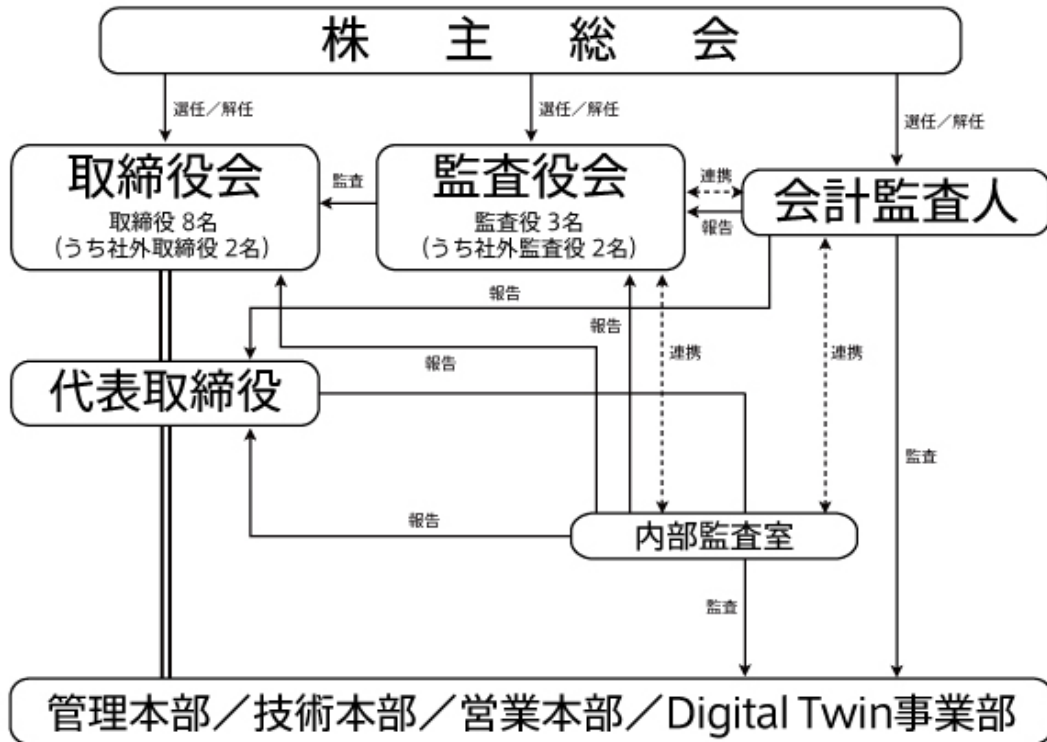 株主総会
選任／解任
選任／解任
選任／解任
取締役会
取締役 8名
（うち社外取締役 2名）
監査
監査役会
監査役 3名
（うち社外監査役 2名）
連携
報告
会計監査人
報告
報告
報告
連携
連携
代表取締役
監査
報告
内部監査室
監査
管理本部／技術本部／営業本部／Digital Twin事業部